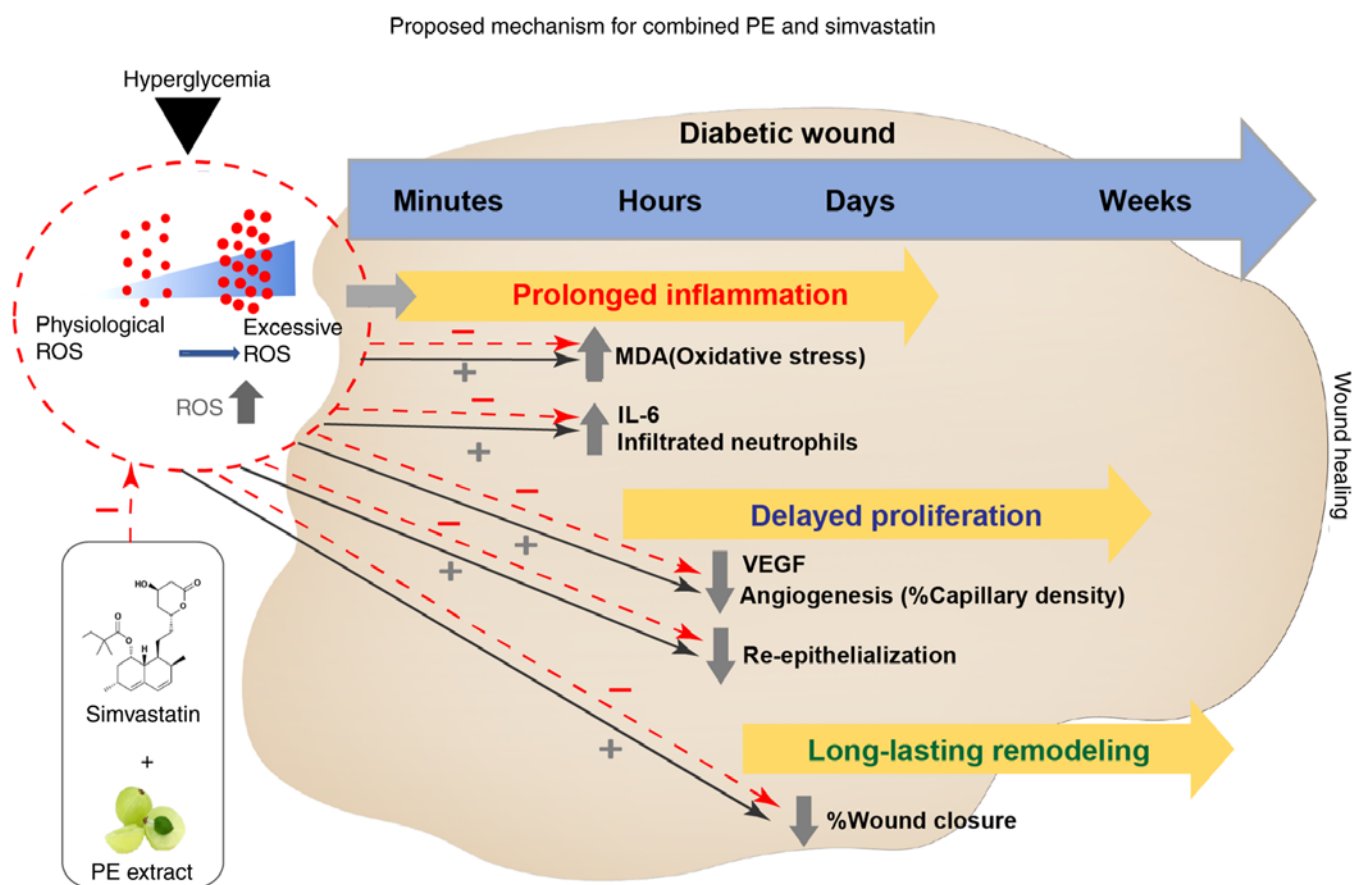 Proposed mechanism for combined PE and simvastatin
Hyperglycemia
Diabetic wound
Minutes Hours Days Weeks
Prolonged inflammation
Physiological
ROS
Excessive
ROS
ROS
−
+
MDA(Oxidative stress)
−
+
IL-6
Infiltrated neutrophils
Wound healing
Delayed proliferation
−
+
VEGF
Angiogenesis (%Capillary density)
−
+
Re-epithelialization
−
+
Long-lasting remodeling
%Wound closure
−
HO
O
O
O
O
H
Simvastatin
+
PE extract